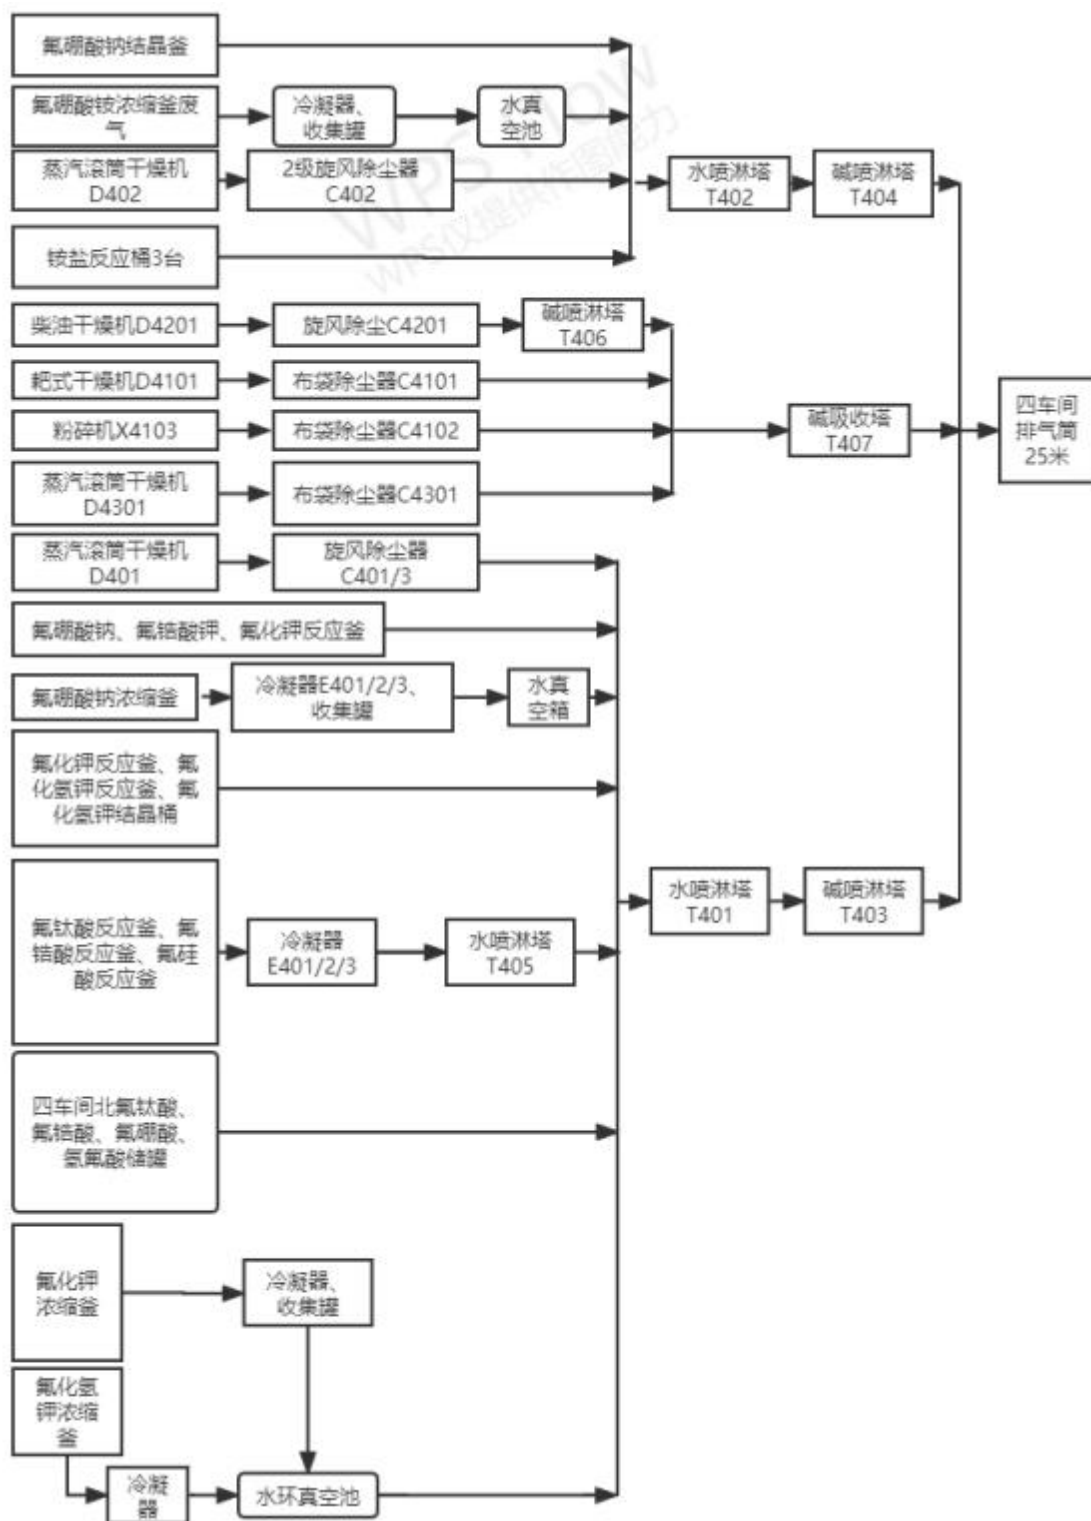 氟硼酸钠结晶釜
氟硼酸铵浓缩釜废
气
冷凝器、
收集罐
水真
空池
蒸汽滚筒干燥机
D402
2级旋风除尘器
C402
水喷淋塔
T402
碱喷淋塔
T404
铵盐反应桶3台
柴油干燥机D4201
旋风除尘C4201
碱喷淋塔
T406
耙式干燥机D4101
布袋除尘器C4101
粉碎机X4103
布袋除尘器C4102
碱吸收塔
T407
四车间
排气筒
25米
蒸汽滚筒干燥机
D4301
布袋除尘器C4301
蒸汽滚筒干燥机
D401
旋风除尘器
C401/3
氟硼酸钠、氟锆酸钾、氟化钾反应釜
氟硼酸钠浓缩釜
冷凝器E401/2/3、
收集罐
水真
空箱
氟化钾反应釜、氟
化氢钾反应釜、氟
化氢钾结晶桶
水喷淋塔
T401
碱喷淋塔
T403
氟钛酸反应釜、氟
锆酸反应釜、氟硅
酸反应釜
冷凝器
E401/2/3
水喷淋塔
T405
四车间北氟钛酸、
氟锆酸、氟硼酸、
氢氟酸储罐
氟化钾
浓缩釜
冷凝器、
收集罐
氟化氢
钾浓缩
釜
冷凝
器
水环真空池
WPS Flow
WPS仅提供作图能力